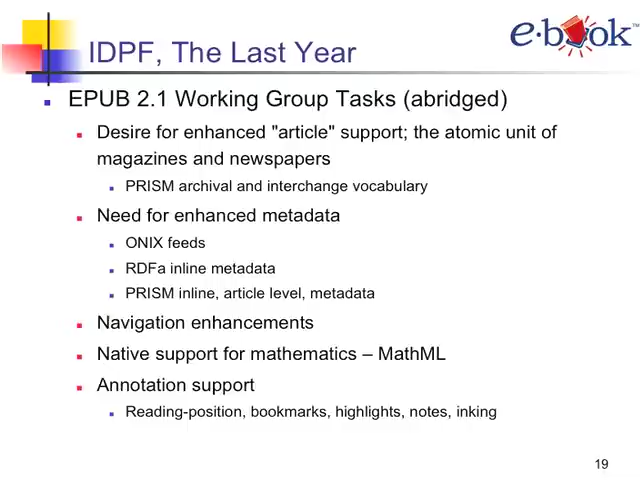 IDPF, The Last Year
e·book™
EPUB 2.1 Working Group Tasks (abridged)
Desire for enhanced "article" support; the atomic unit of
magazines and newspapers
PRISM archival and interchange vocabulary
Need for enhanced metadata
ONIX feeds
RDFa inline metadata
PRISM inline, article level, metadata
Navigation enhancements
Native support for mathematics – MathML
Annotation support
Reading-position, bookmarks, highlights, notes, inking
19